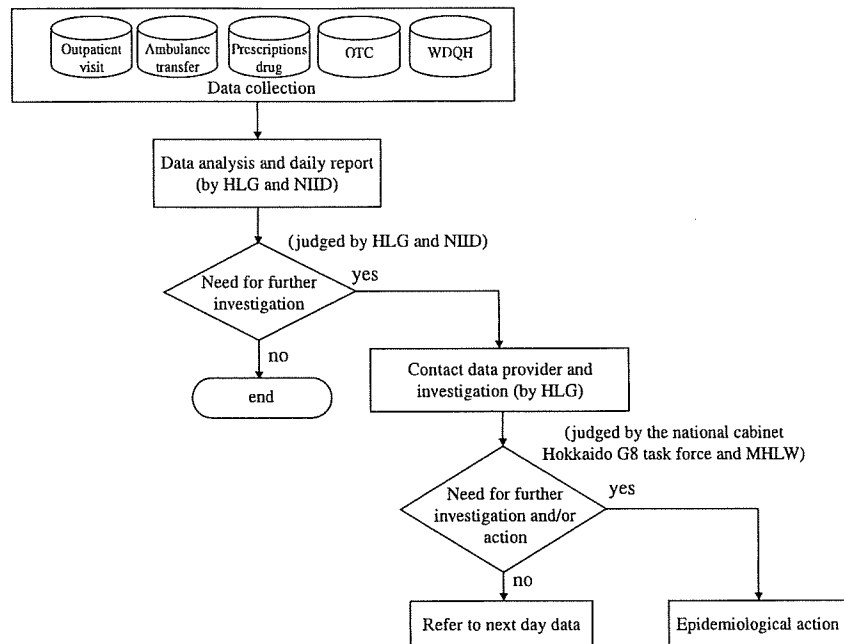 Outpatient visit
Ambulance transfer
Prescriptions drug
OTC
WDQH
Data collection
Data analysis and daily report
(by HLG and NIID)
(judged by HLG and NIID)
Need for further
investigation
yes
no
end
Contact data provider and
investigation (by HLG)
(judged by the national cabinet
Hokkaido G8 task force and MHLW)
Need for further
investigation and/or
action
yes
no
Refer to next day data
Epidemiological action